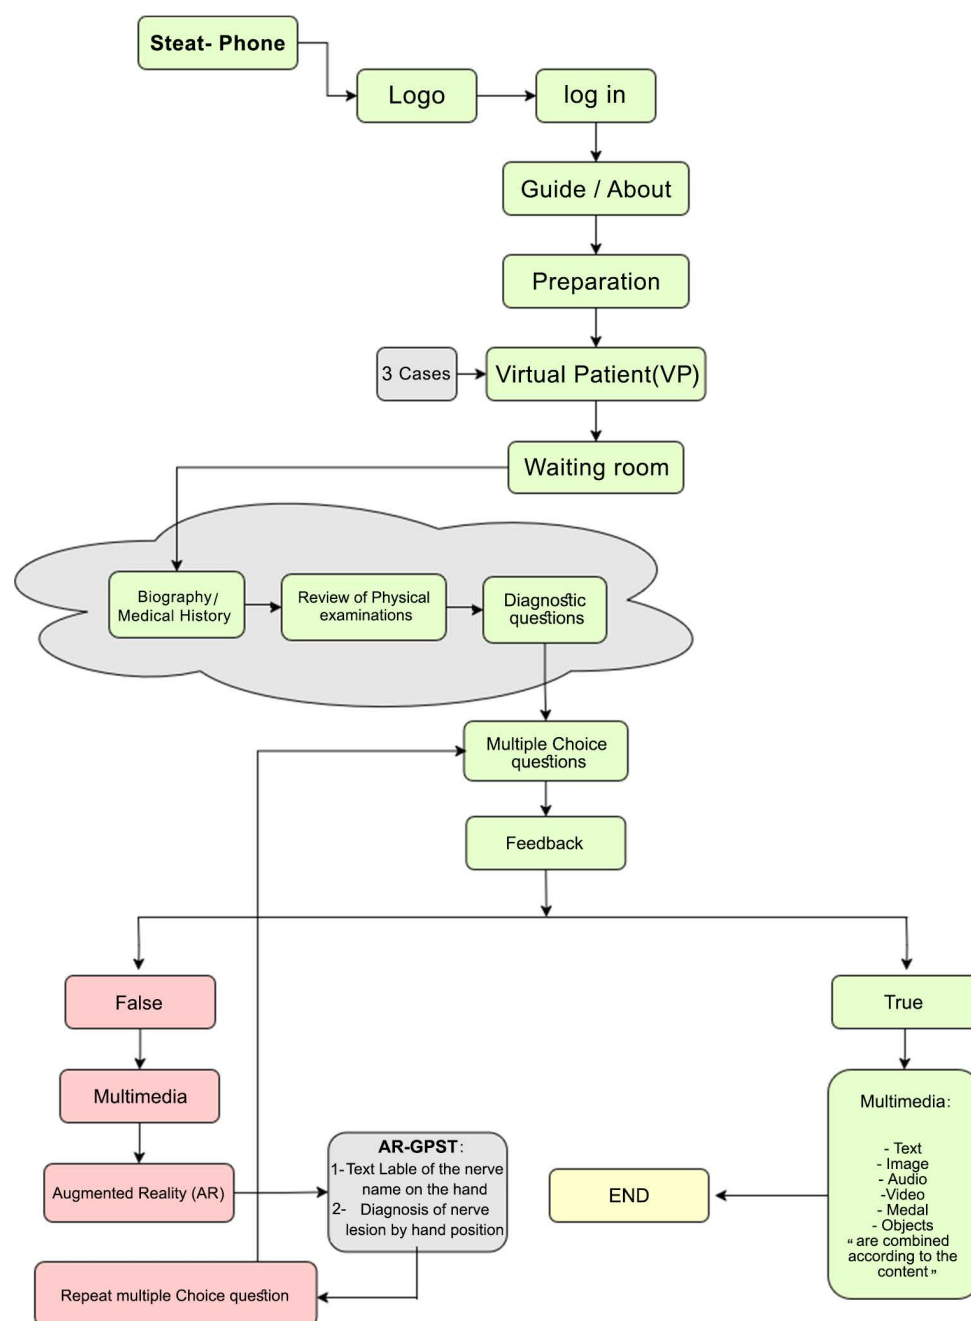 Steat- Phone
Logo
log in
Guide / About
Preparation
3 Cases
Virtual Patient(VP)
Waiting room
Biography/
Medical History
Review of Physical
examinations
Diagnostic
questions
Multiple Choice
questions
Feedback
False
True
Multimedia
Augmented Reality (AR)
AR-GPST:
1- Text Lable of the nerve
name on the hand
2- Diagnosis of nerve
lesion by hand position
Repeat multiple Choice question
END
Multimedia:
- Text
- Image
- Audio
-Video
- Medal
- Objects
“ are combined
according to the
content ”